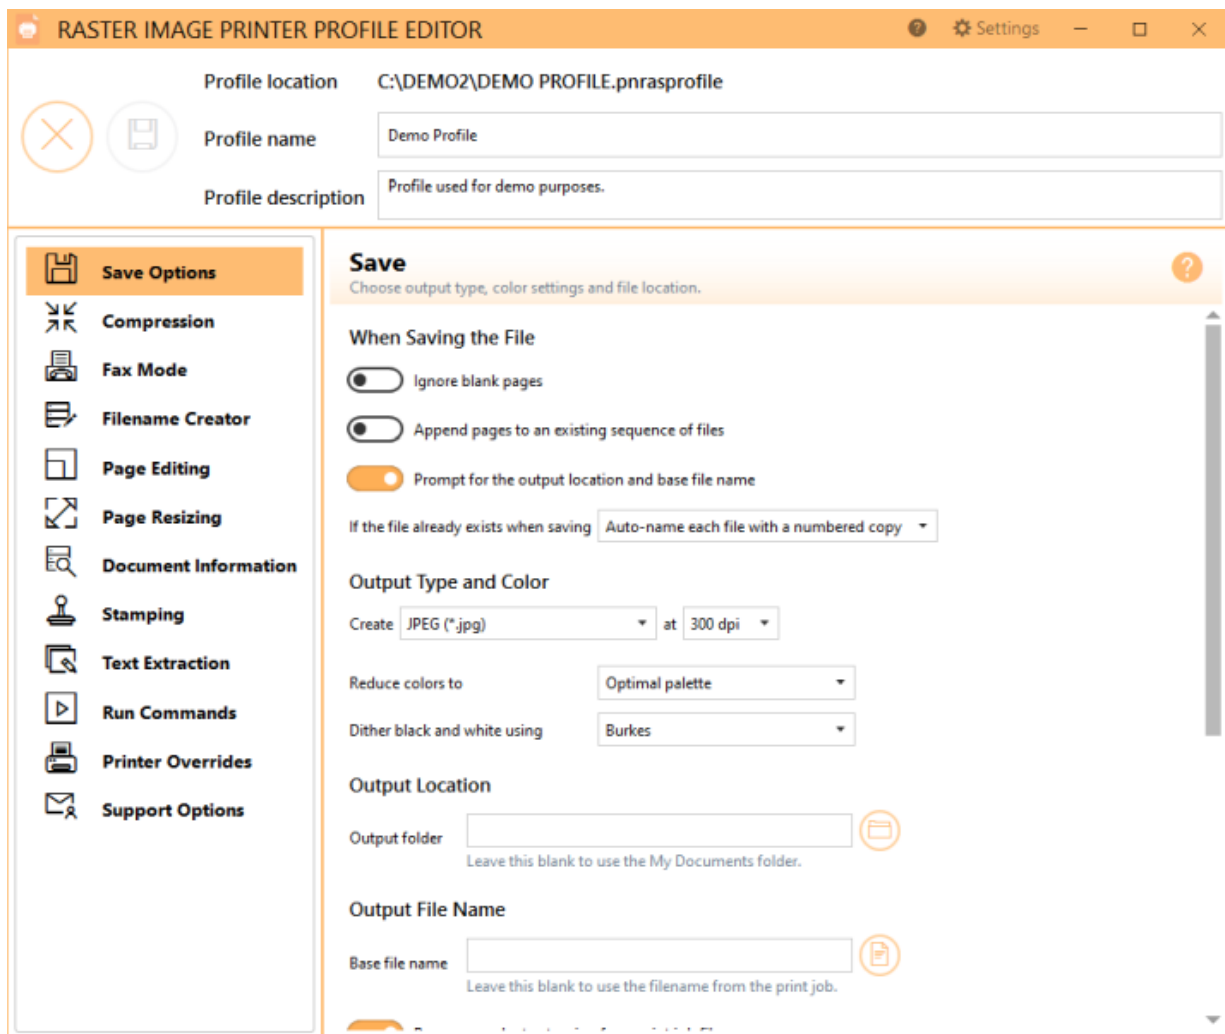 RASTER IMAGE PRINTER PROFILE EDITOR
Settings
Profile location C:\DEMO2\DEMO PROFILE.pnrasprofile
Profile name Demo Profile
Profile description Profile used for demo purposes.
Save Options
Compression
Fax Mode
Filename Creator
Page Editing
Page Resizing
Document Information
Stamping
Text Extraction
Run Commands
Printer Overrides
Support Options
Save
Choose output type, color settings and file location.
When Saving the File
Ignore blank pages
Append pages to an existing sequence of files
Prompt for the output location and base file name
If the file already exists when saving Auto-name each file with a numbered copy
Output Type and Color
Create JPEG (*.jpg) at 300 dpi
Reduce colors to Optimal palette
Dither black and white using Burkes
Output Location
Output folder
Leave this blank to use the My Documents folder.
Output File Name
Base file name
Leave this blank to use the filename from the print job.